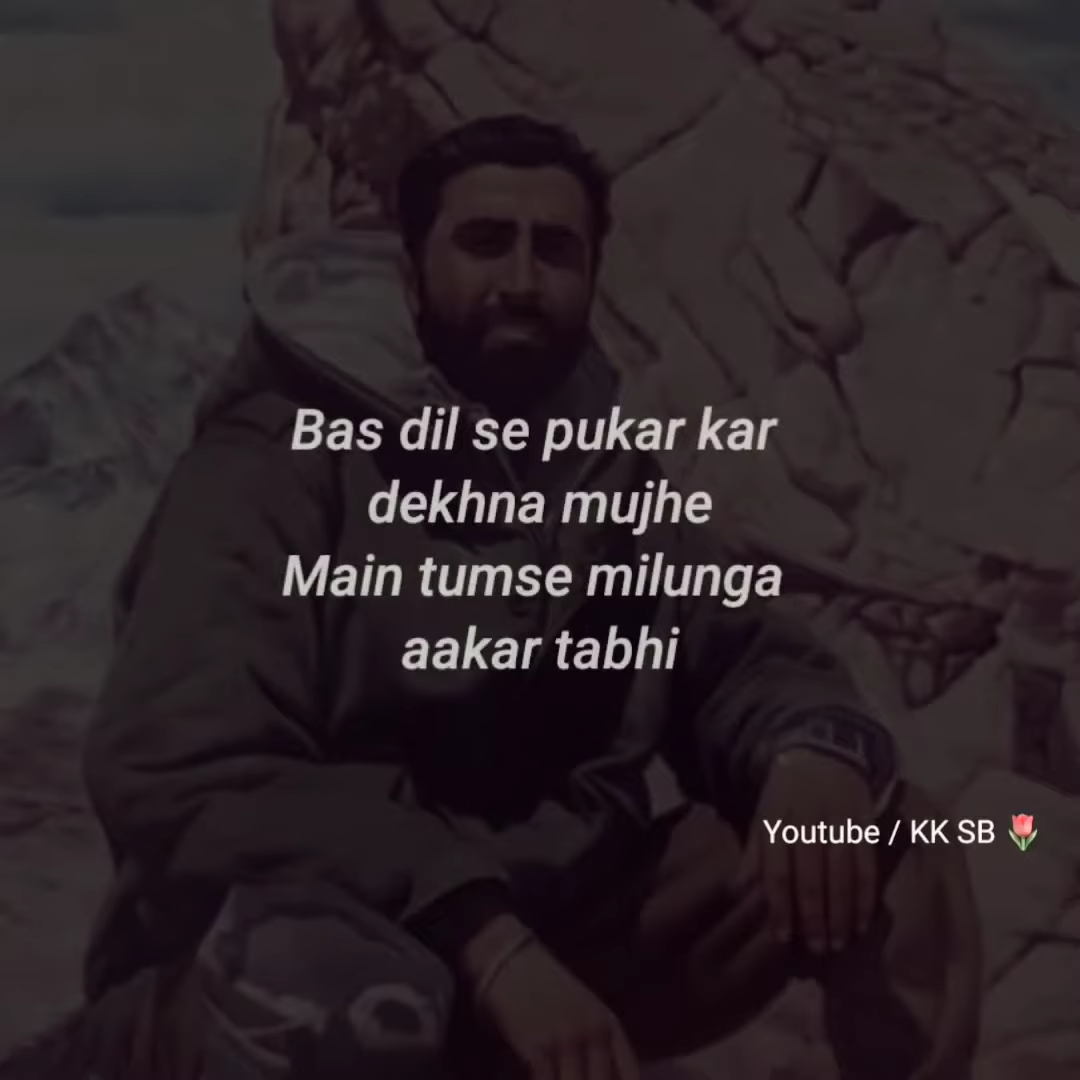 Bas dil se pukar kar
dekhna mujhe
Main tumse milunga
aakar tabhi
Youtube / KK SB 🌷